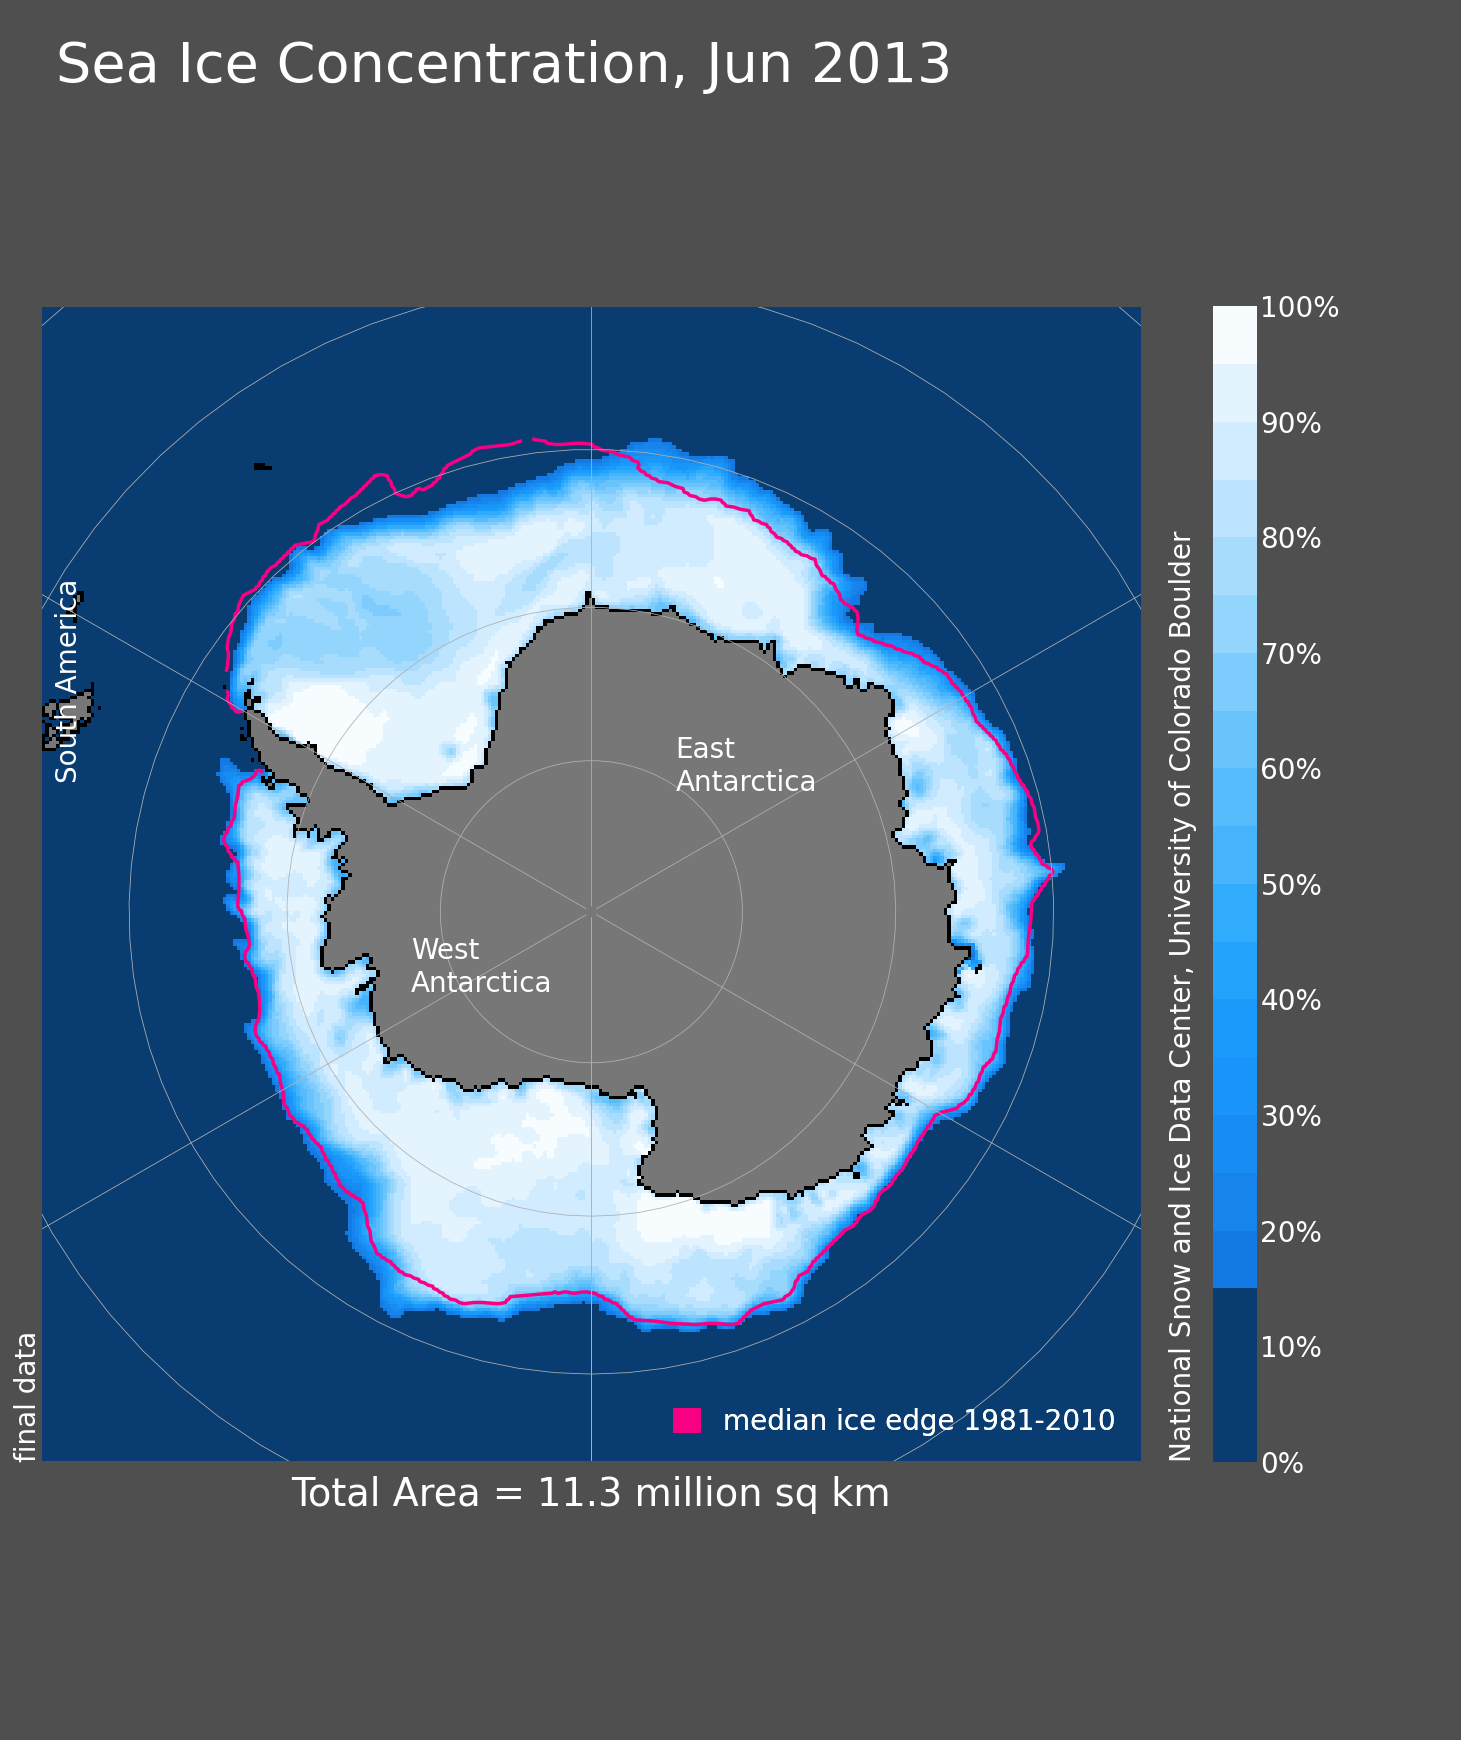 Sea Ice Concentration, Jun 2013
South America
East
Antarctica
West
Antarctica
median ice edge 1981-2010
final data
Total Area = 11.3 million sq km
National Snow and Ice Data Center, University of Colorado Boulder
100%
90%
80%
70%
60%
50%
40%
30%
20%
10%
0%